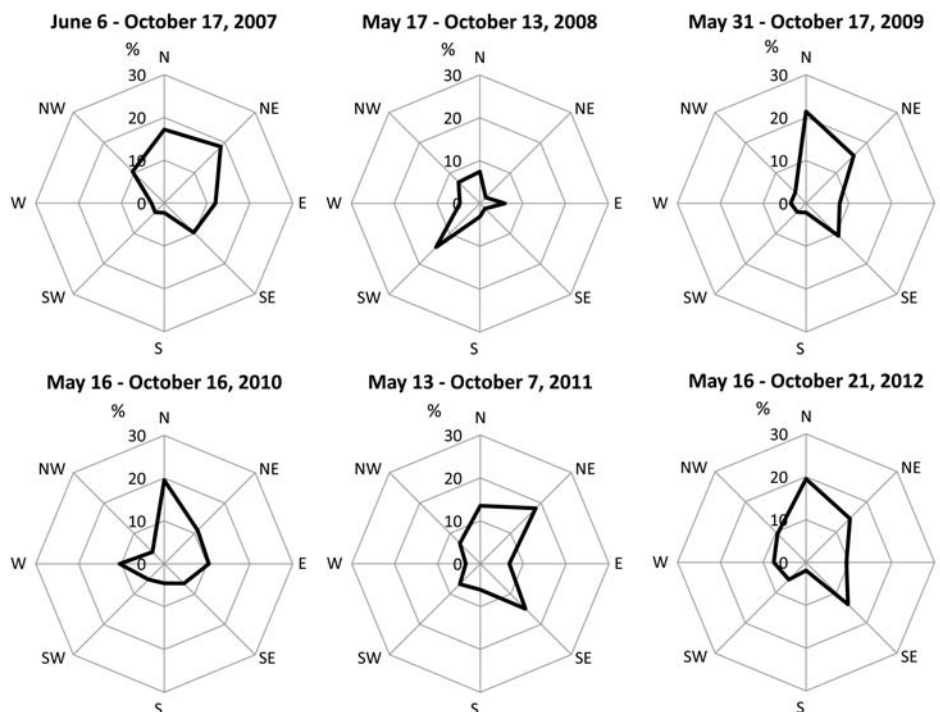 June 6 - October 17, 2007
%
N
30
NW
NE
20
10
W
0
E
SW
SE
S
May 17 - October 13, 2008
%
N
30
NW
NE
20
10
W
0
E
SW
SE
S
May 31 - October 17, 2009
%
N
30
NW
NE
20
10
W
0
E
SW
SE
S
May 16 - October 16, 2010
%
N
30
NW
NE
20
10
W
0
E
SW
SE
S
May 13 - October 7, 2011
%
N
30
NW
NE
20
10
W
0
E
SW
SE
S
May 16 - October 21, 2012
%
N
30
NW
NE
20
10
W
0
E
SW
SE
S